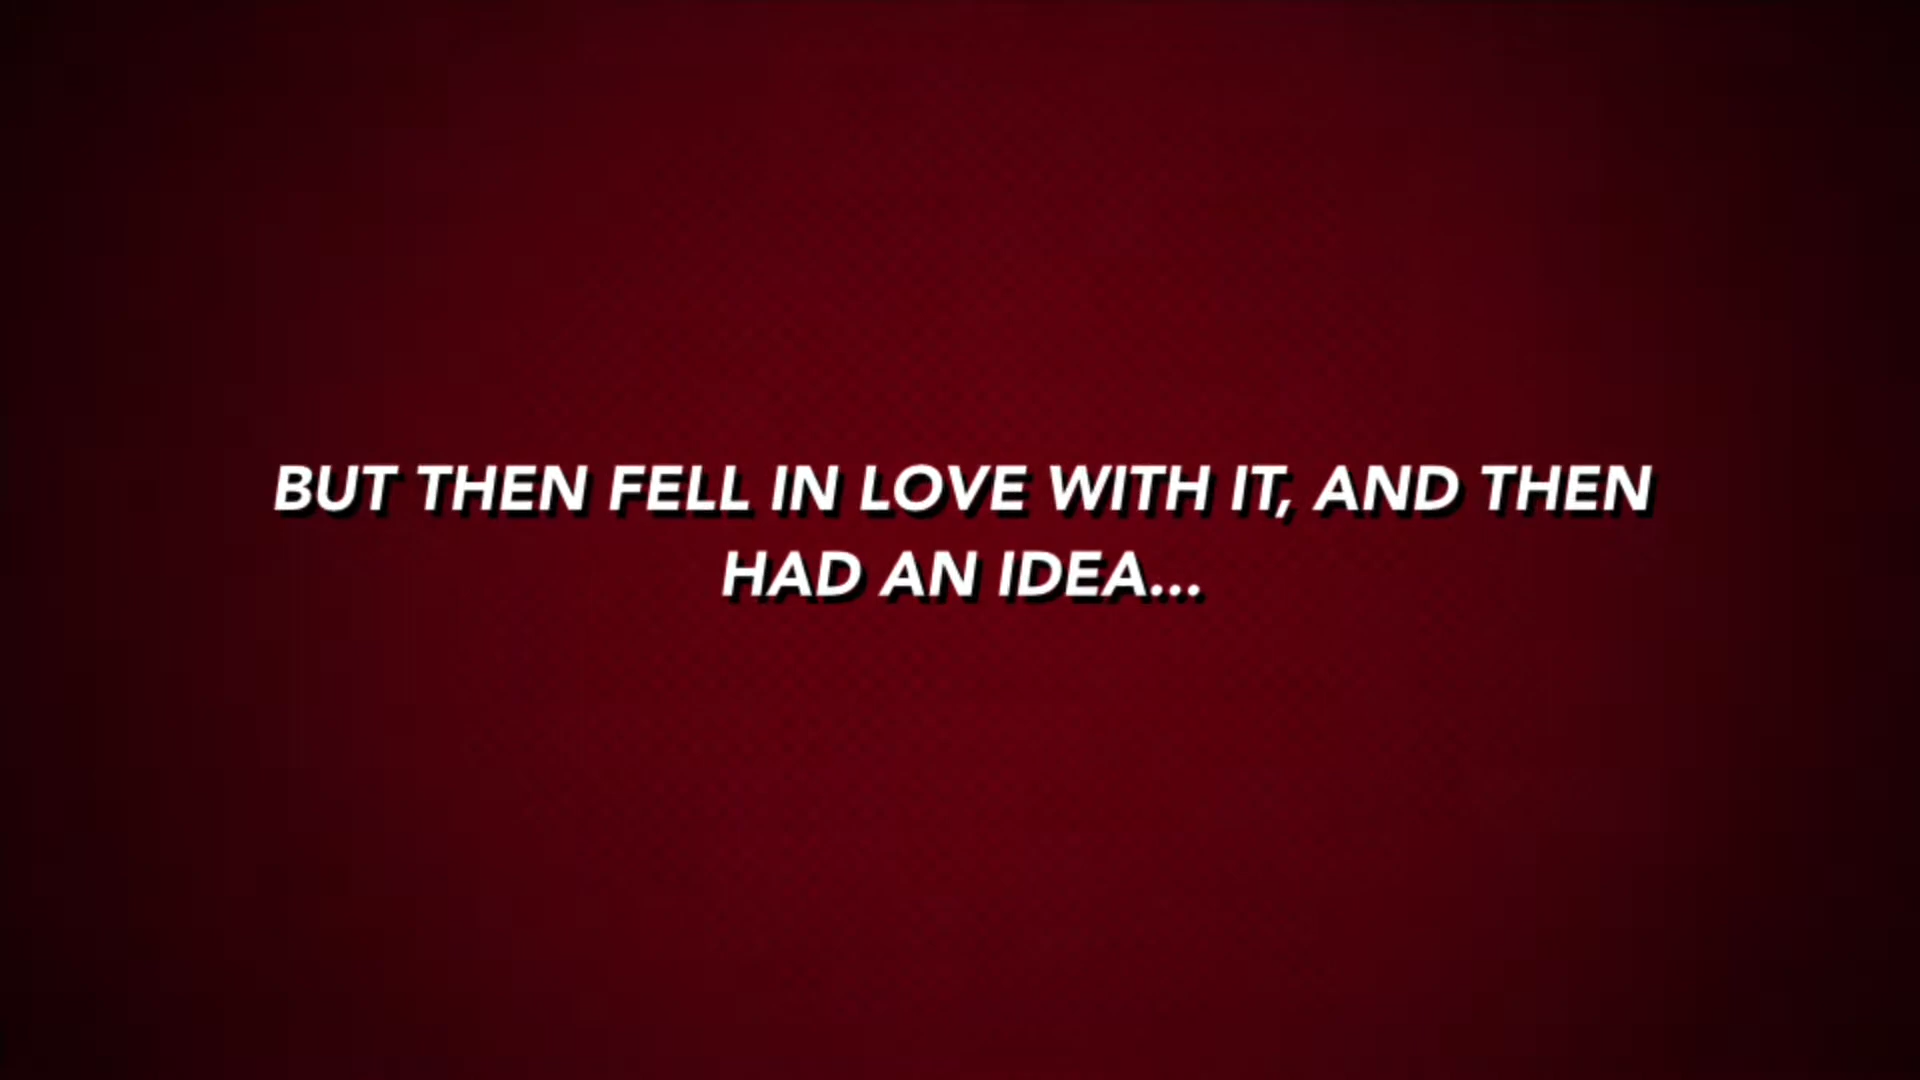 BUT THEN FELL IN LOVE WITH IT, AND THEN
HAD AN IDEA...